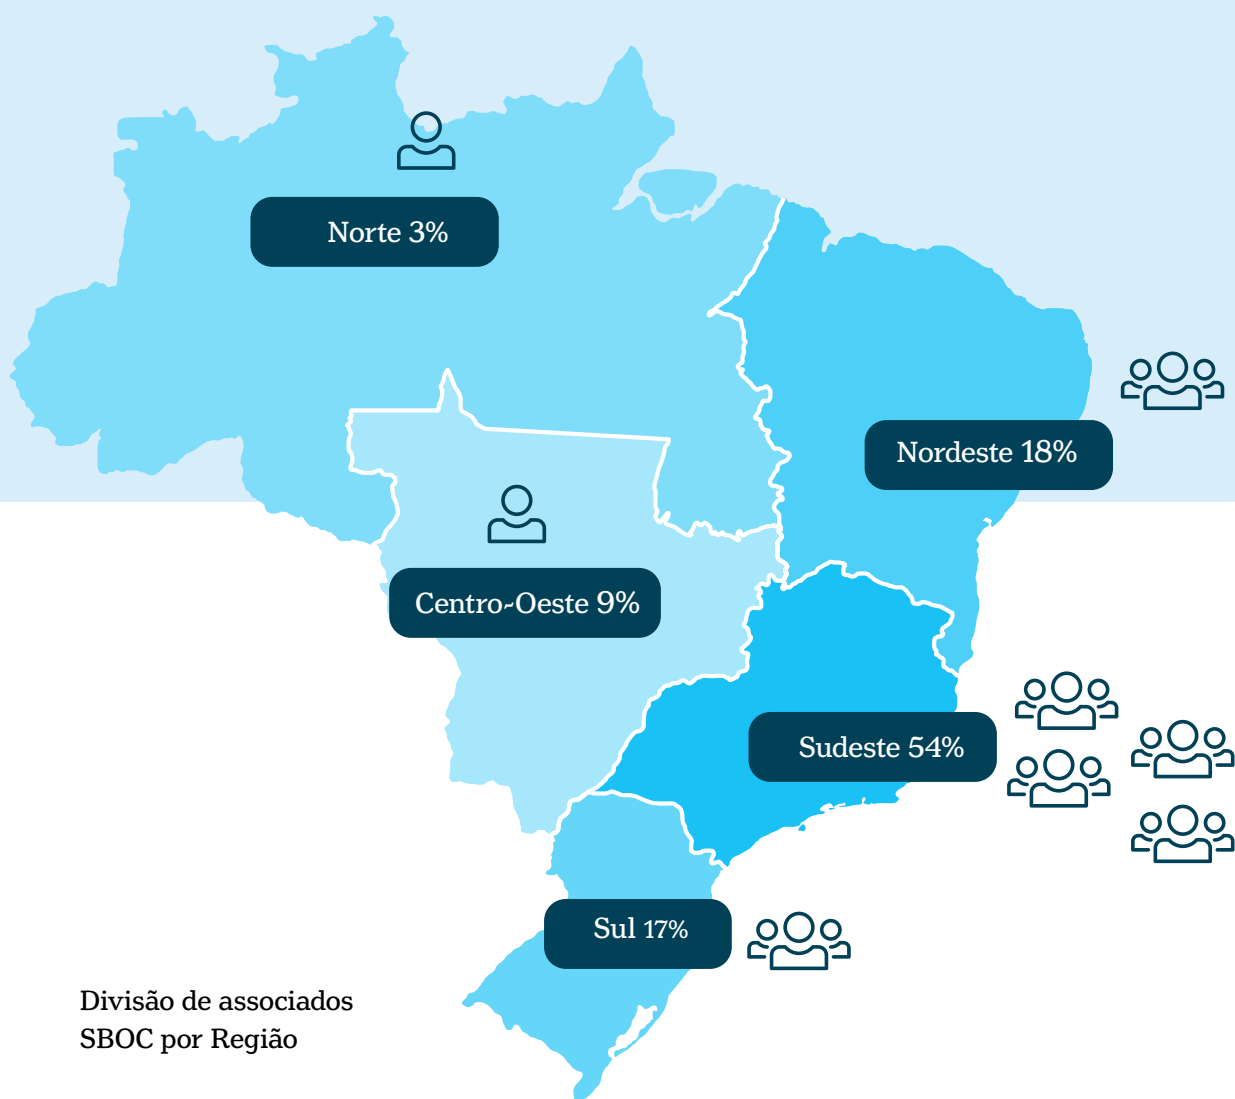 Norte 3%
Nordeste 18%
Centro-Oeste 9%
Sudeste 54%
Sul 17%
Divisão de associados
SBOC por Região